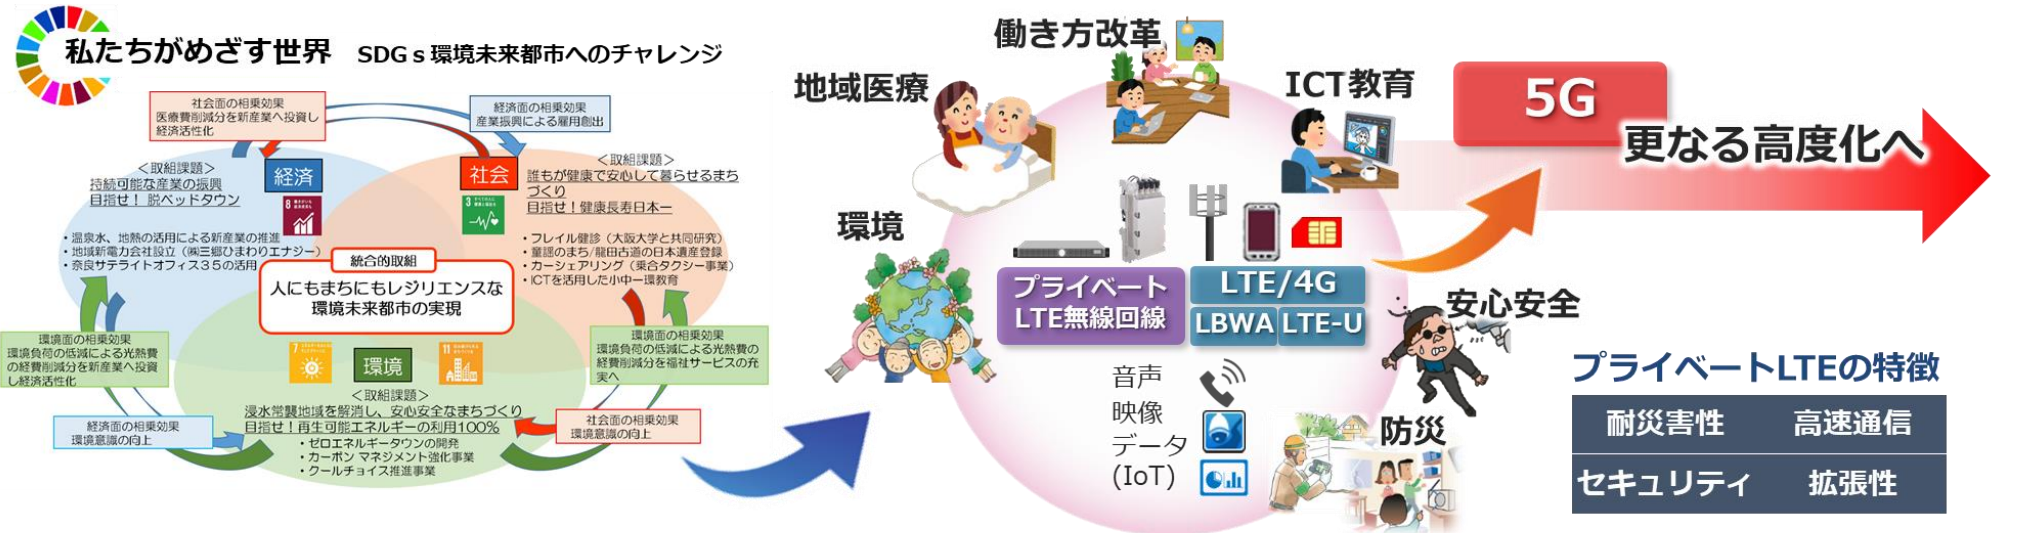 私たちがめざす世界 SDGｓ環境未来都市へのチャレンジ
社会面の相乗効果
医療費削減分を新産業へ投資し
経済活性化
経済面の相乗効果
産業振興による雇用創出
＜取組課題＞
持続可能な産業の振興
目指せ！ 脱ベッドタウン
経済
8
・温泉水、地熱の活用による新産業の推進
・地域新電力会社設立（㈱三郷ひまわりエナジー）
・奈良サテライトオフィス３５の活用
社会
3
＜取組課題＞
誰もが健康で安心して暮らせるまち
づくり
目指せ！健康長寿日本一
・フレイル健診（大阪大学と共同研究）
・童謡のまち/龍田古道の日本遺産登録
・カーシェアリング（乗合タクシー事業）
・ICTを活用した小中一環教育
統合的取組
人にもまちにもレジリエンスな
環境未来都市の実現
環境面の相乗効果
環境負荷の低減による光熱費
の経費削減分を新産業へ投資
し経済活性化
環境面の相乗効果
環境負荷の低減による光熱費の
経費削減分を福祉サービスの充
実へ
7
環境
11
＜取組課題＞
浸水常襲地域を解消し、安心安全なまちづくり
目指せ！再生可能エネルギーの利用100％
・ゼロエネルギータウンの開発
・カーボン マネジメント強化事業
・クールチョイス推進事業
経済面の相乗効果
環境意識の向上
社会面の相乗効果
環境意識の向上
働き方改革
地域医療
ICT教育
環境
安心安全
防災
プライベート
LTE無線回線
LTE/4G
LBWA
LTE-U
音声
映像
データ
(IoT)
5G
更なる高度化へ
プライベートLTEの特徴
耐災害性 高速通信
セキュリティ 拡張性